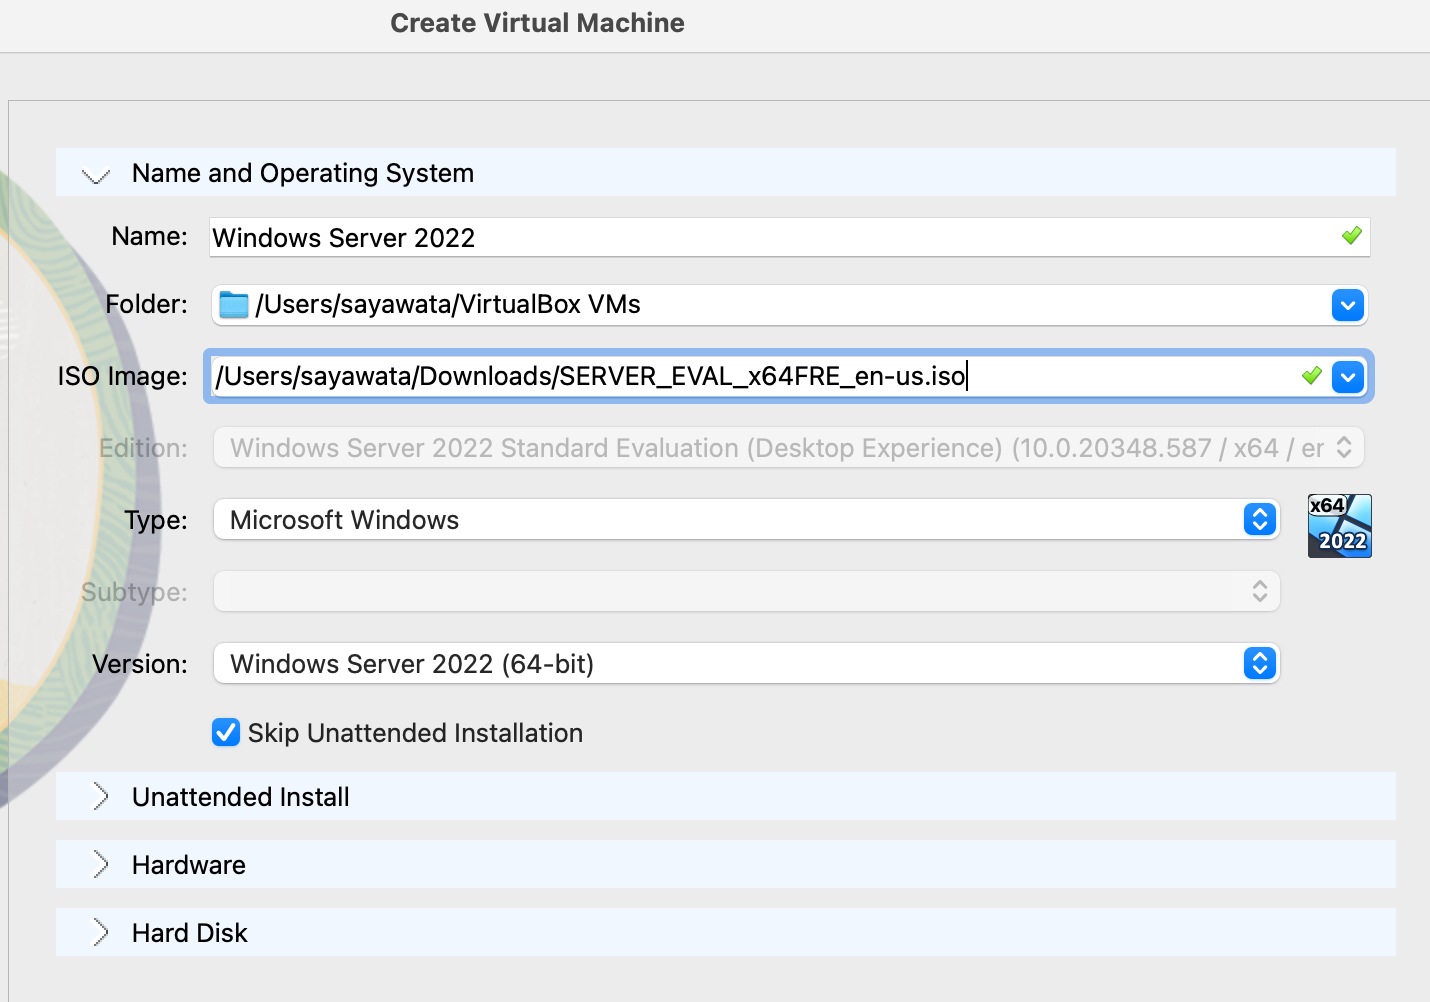 Create Virtual Machine
Name and Operating System
Name: Windows Server 2022
Folder: /Users/sayawata/VirtualBox VMs
ISO Image: /Users/sayawata/Downloads/SERVER_EVAL_x64FRE_en-us.iso
Edition: Windows Server 2022 Standard Evaluation (Desktop Experience) (10.0.20348.587 / x64 / er
Type: Microsoft Windows
x64
2022
Subtype:
Version: Windows Server 2022 (64-bit)
Skip Unattended Installation
Unattended Install
Hardware
Hard Disk